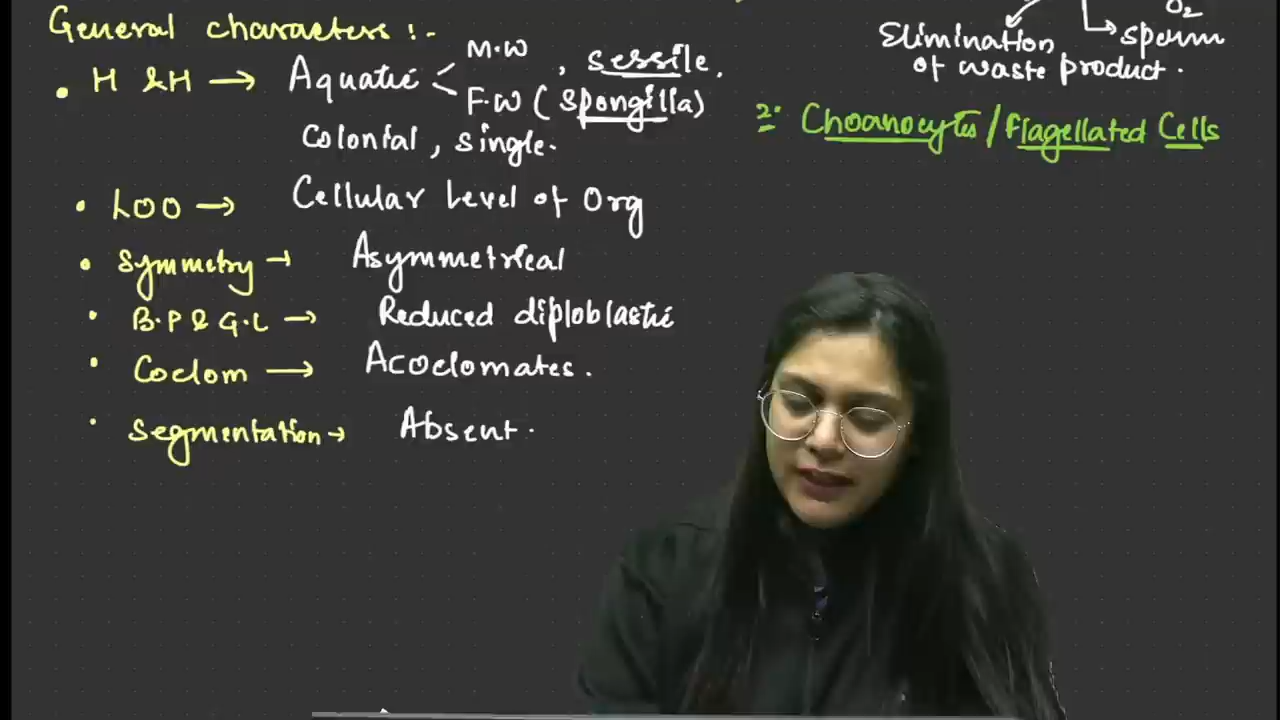 General characters :-
• H & H → Aquatic < M.W , sessile,
F.W ( Spongilla)
Colonial , single.
• LOO → Cellular Level of Org
• Symmetry → Asymmetrical
• B.P & G.L → Reduced diploblastic
• Coelom → Acoelomates.
• Segmentation → Absent.
O2
Elimination → sperm
of waste product.
2: Choanocytes / Flagellated Cells